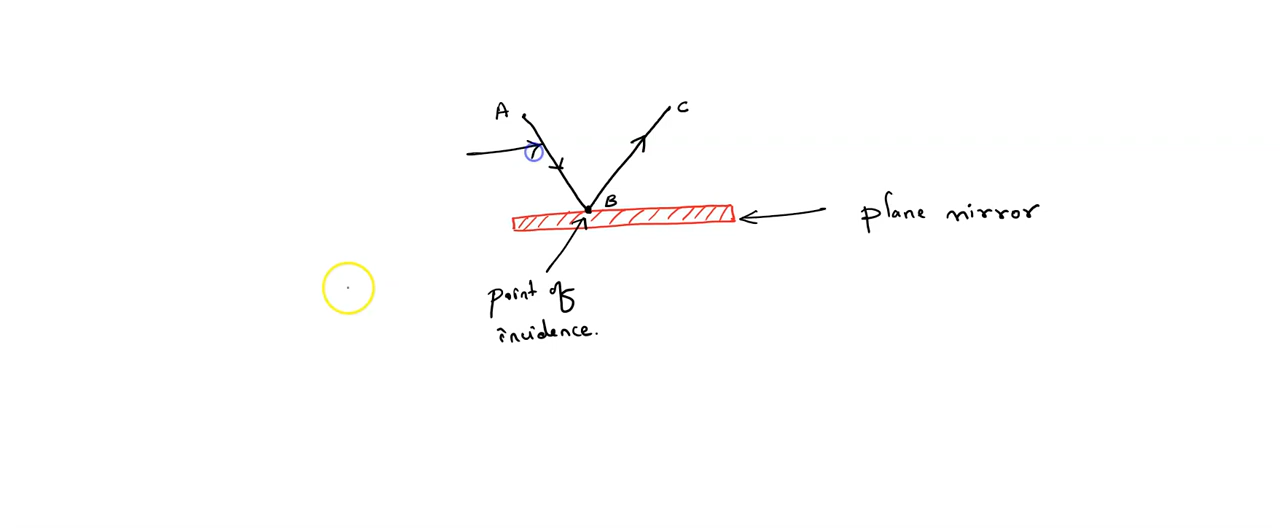 A
C
B
plane mirror
point of
incidence.